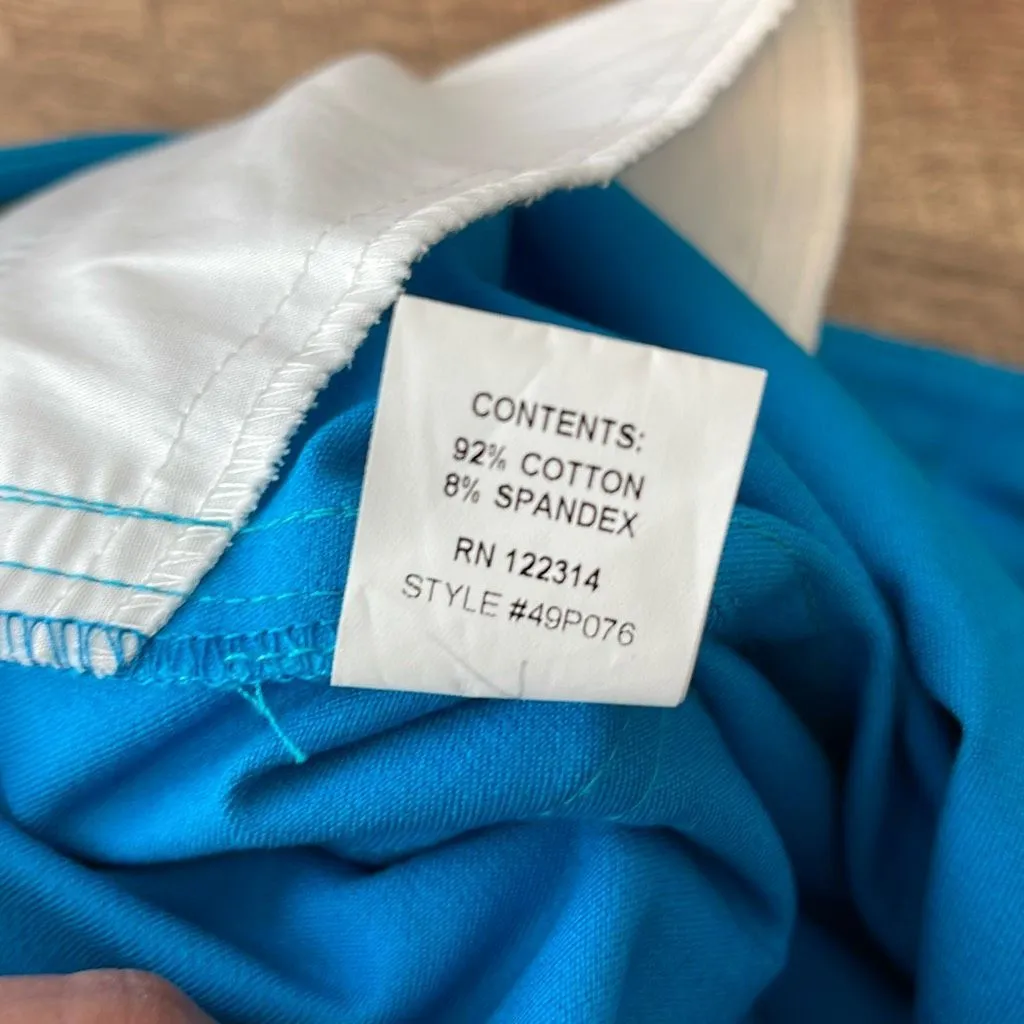 CONTENTS:
92% COTTON
8% SPANDEX
RN 122314
STYLE #49P076